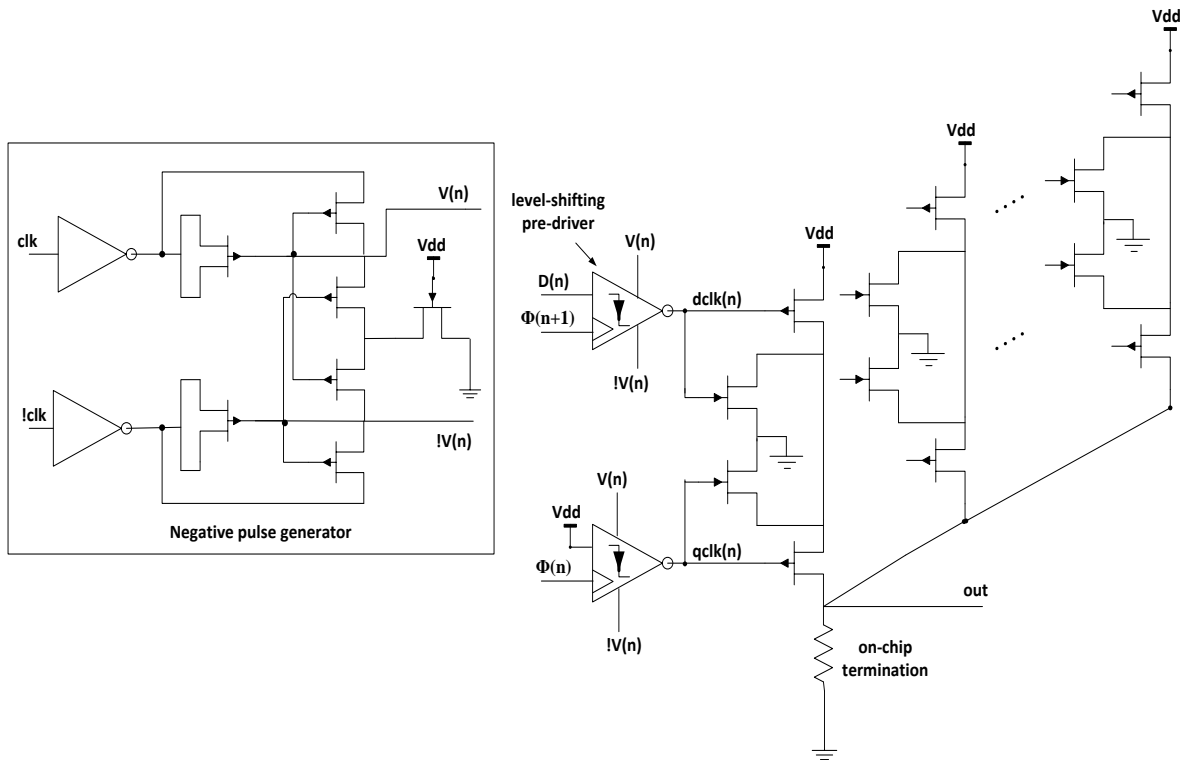 clk
!clk
V(n)
Vdd
!V(n)
Negative pulse generator
level-shifting
pre-driver
V(n)
D(n)
Φ(n+1)
!V(n)
dclk(n)
Vdd
V(n)
Vdd
Φ(n)
!V(n)
qclk(n)
out
on-chip
termination
Vdd
Vdd